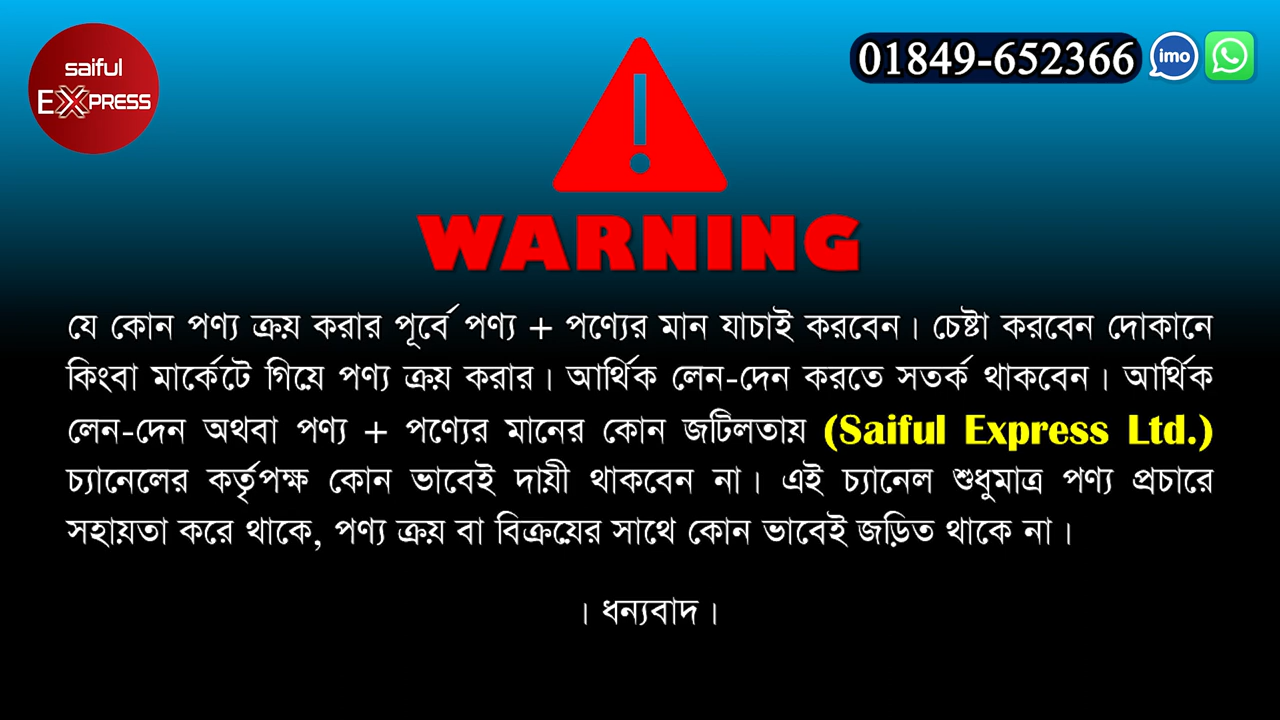 saiful
EXPRESS
01849-652366
imo
WARNING
যে কোন পণ্য ক্রয় করার পূর্বে পণ্য + পণ্যের মান যাচাই করবেন। চেষ্টা করবেন দোকানে
কিংবা মার্কেটে গিয়ে পণ্য ক্রয় করার। আর্থিক লেন-দেন করতে সতর্ক থাকবেন। আর্থিক
লেন-দেন অথবা পণ্য + পণ্যের মানের কোন জটিলতায় (Saiful Express Ltd.)
চ্যানেলের কর্তৃপক্ষ কোন ভাবেই দায়ী থাকবেন না। এই চ্যানেল শুধুমাত্র পণ্য প্রচারে
সহায়তা করে থাকে, পণ্য ক্রয় বা বিক্রয়ের সাথে কোন ভাবেই জড়িত থাকে না।
। ধন্যবাদ।